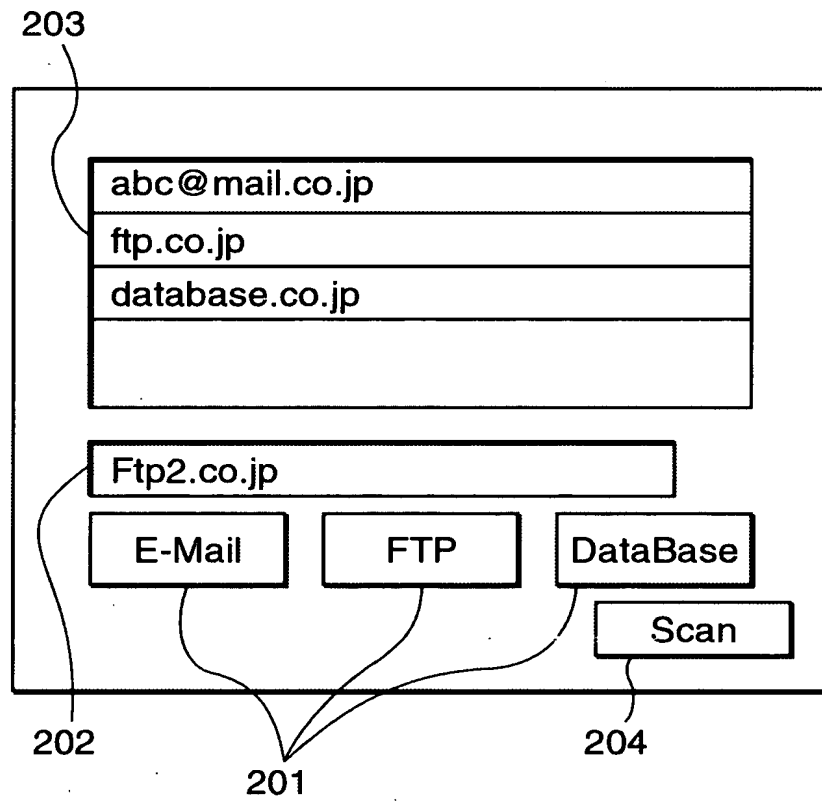 203
abc@mail.co.jp
ftp.co.jp
database.co.jp
Ftp2.co.jp
E-Mail FTP DataBase
Scan
202 201 204